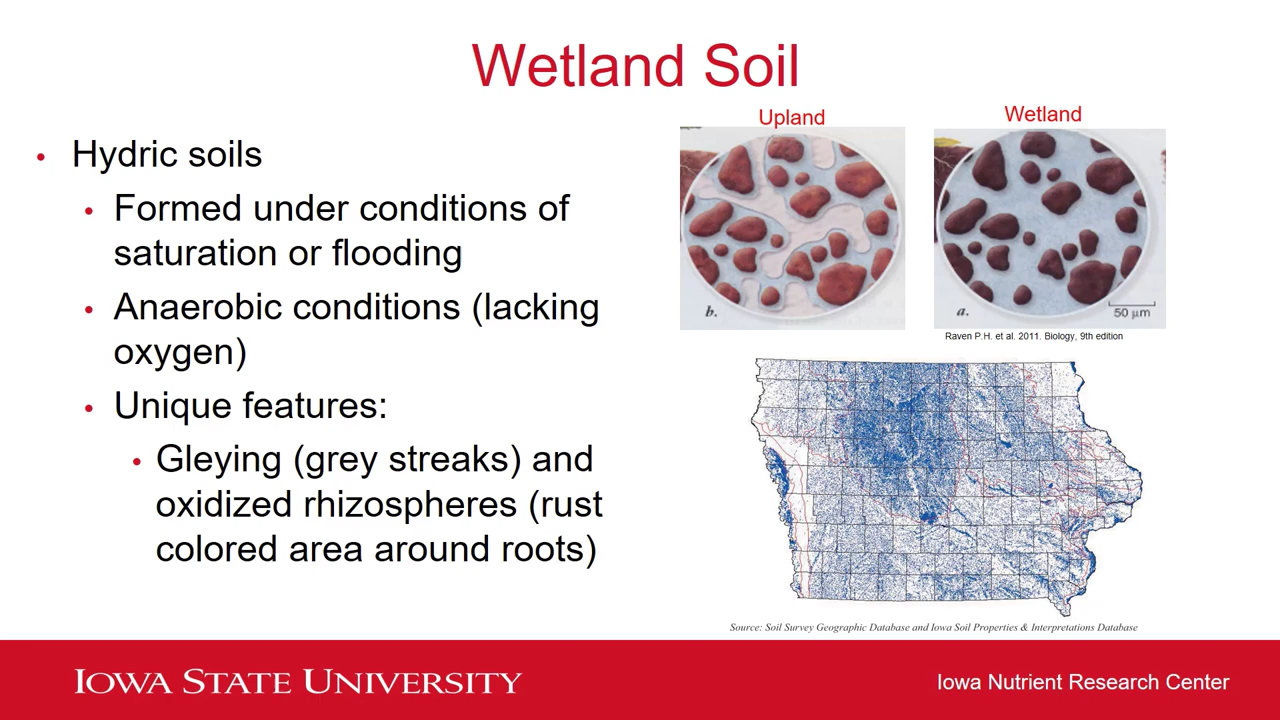 Wetland Soil
• Hydric soils
• Formed under conditions of
saturation or flooding
• Anaerobic conditions (lacking
oxygen)
• Unique features:
• Gleying (grey streaks) and
oxidized rhizospheres (rust
colored area around roots)
Upland
Wetland
b.
a.
50 µm
Raven P.H. et al. 2011. Biology, 9th edition
Source: Soil Survey Geographic Database and Iowa Soil Properties & Interpretations Database
IOWA STATE UNIVERSITY
Iowa Nutrient Research Center